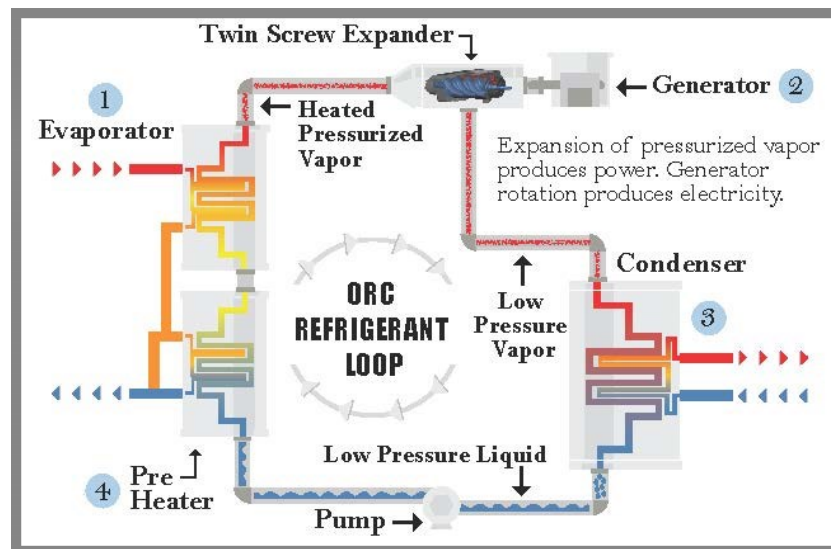 Twin Screw Expander
1
Evaporator
Heated
Pressurized
Vapor
Generator
2
Expansion of pressurized vapor
produces power. Generator
rotation produces electricity.
ORC
REFRIGERANT
LOOP
Low
Pressure
Vapor
Condenser
3
4
Pre
Heater
Low Pressure Liquid
Pump